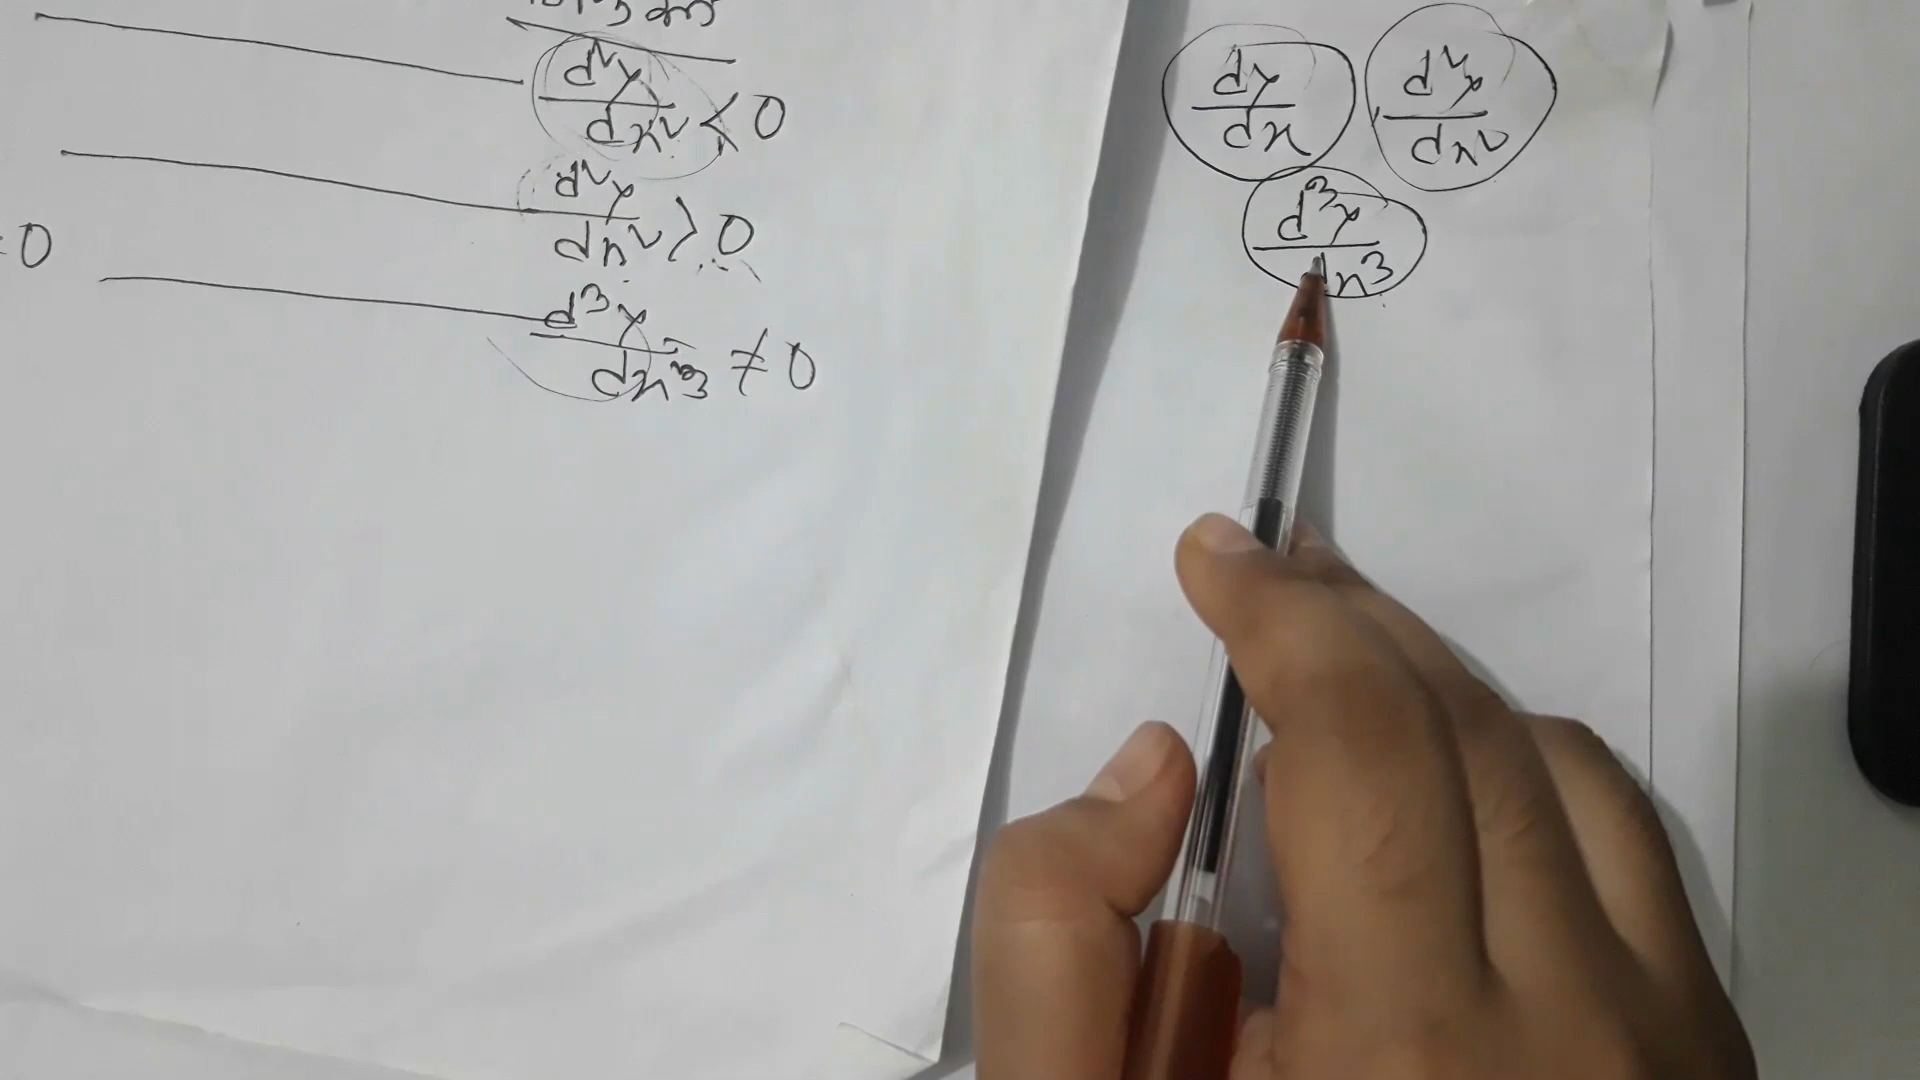 d²y/dx² < 0
d²y/dx² > 0
= 0
d³y/dx³ ≠ 0
dy/dx d²y/dx²
d³y/dx³